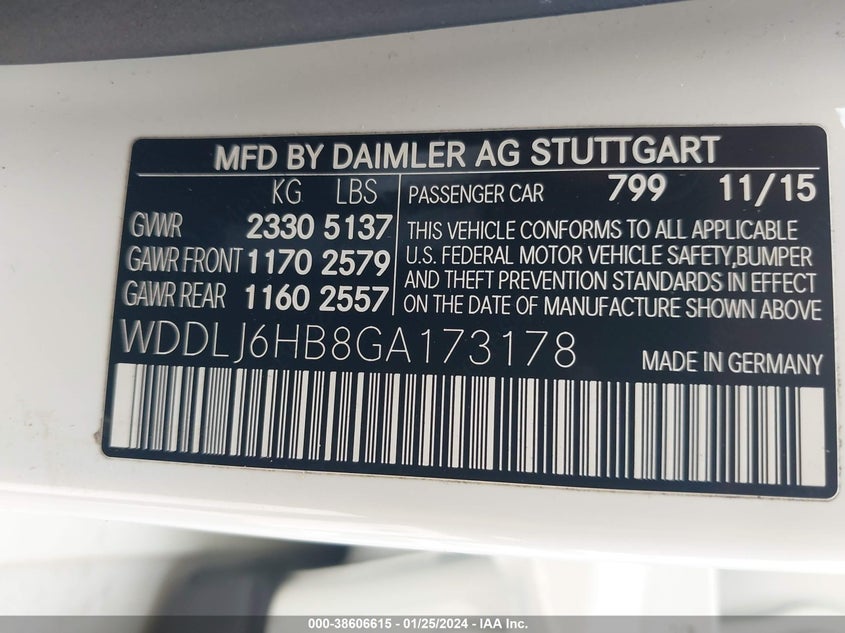 MFD BY DAIMLER AG STUTTGART
KG LBS
GVWR 2330 5137
GAWR FRONT 1170 2579
GAWR REAR 1160 2557
PASSENGER CAR 799 11/15
THIS VEHICLE CONFORMS TO ALL APPLICABLE
U.S. FEDERAL MOTOR VEHICLE SAFETY,BUMPER
AND THEFT PREVENTION STANDARDS IN EFFECT
ON THE DATE OF MANUFACTURE SHOWN ABOVE
WDDLJ6HB8GA173178
MADE IN GERMANY
000-38606615 - 01/25/2024 - IAA Inc.